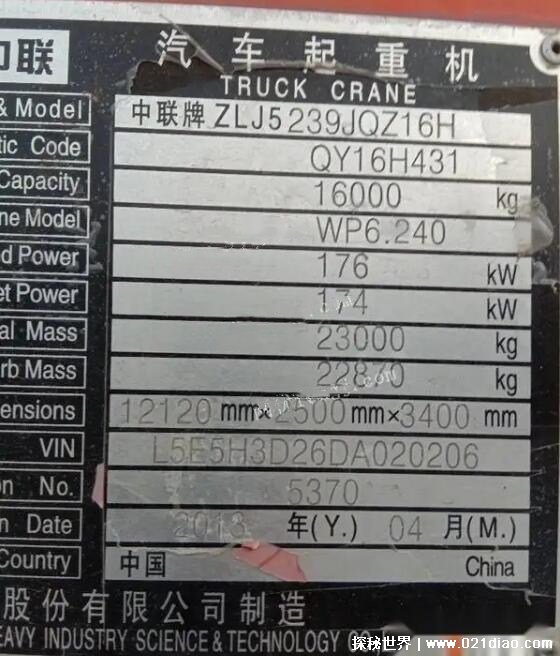 中联
汽车起重机
TRUCK CRANE
& Model 中联牌 ZLJ5239JQZ16H
tic Code QY16H431
Capacity 16000 kg
ne Model WP6.240
d Power 176 kW
et Power 174 kW
al Mass 23000 kg
rb Mass 22870 kg
ensions 12120 mm×2500 mm×3400 mm
VIN L5E5H3D26DA020206
on No. 5370
n Date 2013 年(Y.) 04 月(M.)
Country 中国 China
股份有限公司制造
HEAVY INDUSTRY SCIENCE & TECHNOLOGY
探秘世界 | www.021diao.com